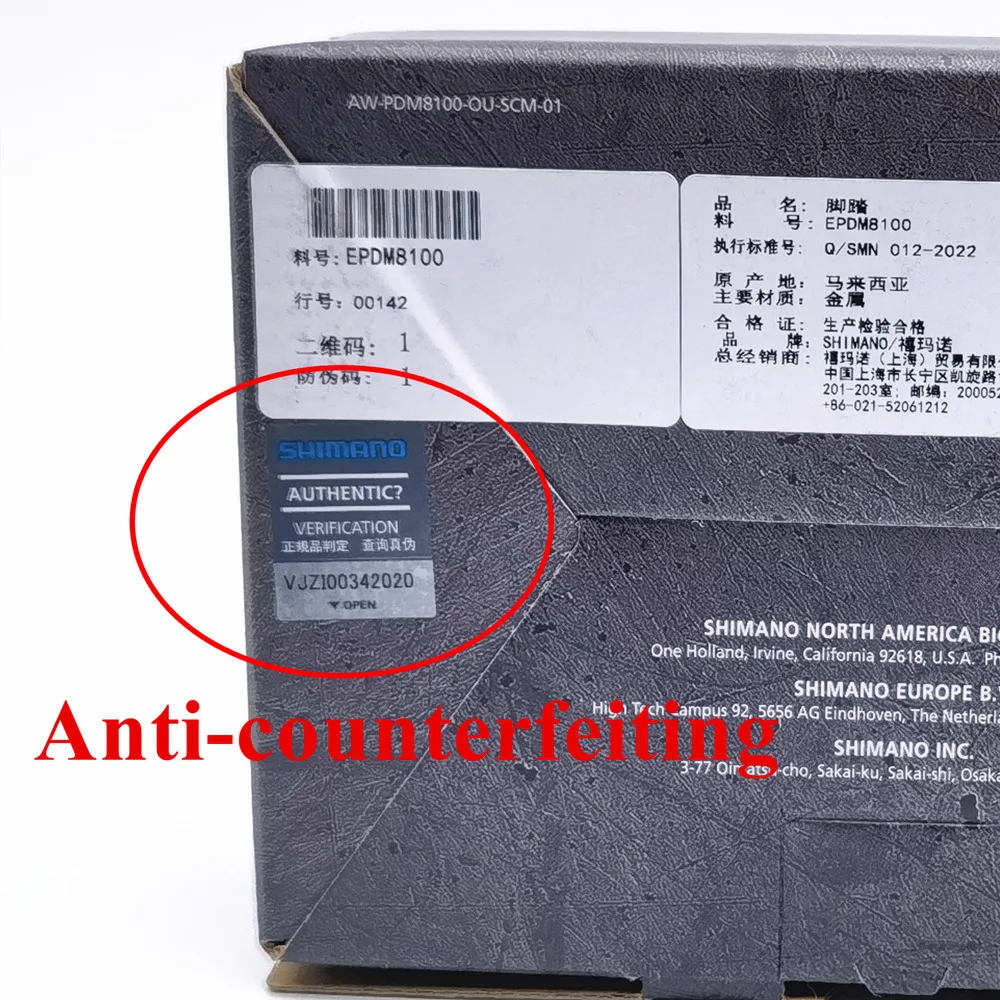 AW-PDM8100-OU-SCM-01
料号: EPDM8100
行号: 00142
二维码: 1
防伪码: 1
品 名: 脚踏
料 号: EPDM8100
执行标准号: Q/SMN 012-2022
原 产 地: 马来西亚
主要材质: 金属
合 格 证: 生产检验合格
品 牌: SHIMANO/禧玛诺
总经销商: 禧玛诺 (上海) 贸易有限
中国上海市长宁区凯旋路
201-203室; 邮编: 20005
+86-021-52061212
SHIMANO
AUTHENTIC?
VERIFICATION
正規品判定 查询真伪
VJZI00342020
▼OPEN
SHIMANO NORTH AMERICA
One Holland, Irvine, California 92618, U.S.A.
SHIMANO EUROPE B.
High Tech Campus 92, 5656 AG Eindhoven, The
SHIMANO INC.
3-77 -cho, Sakai-ku, Sakai-shi,
Anti-counterfeiting